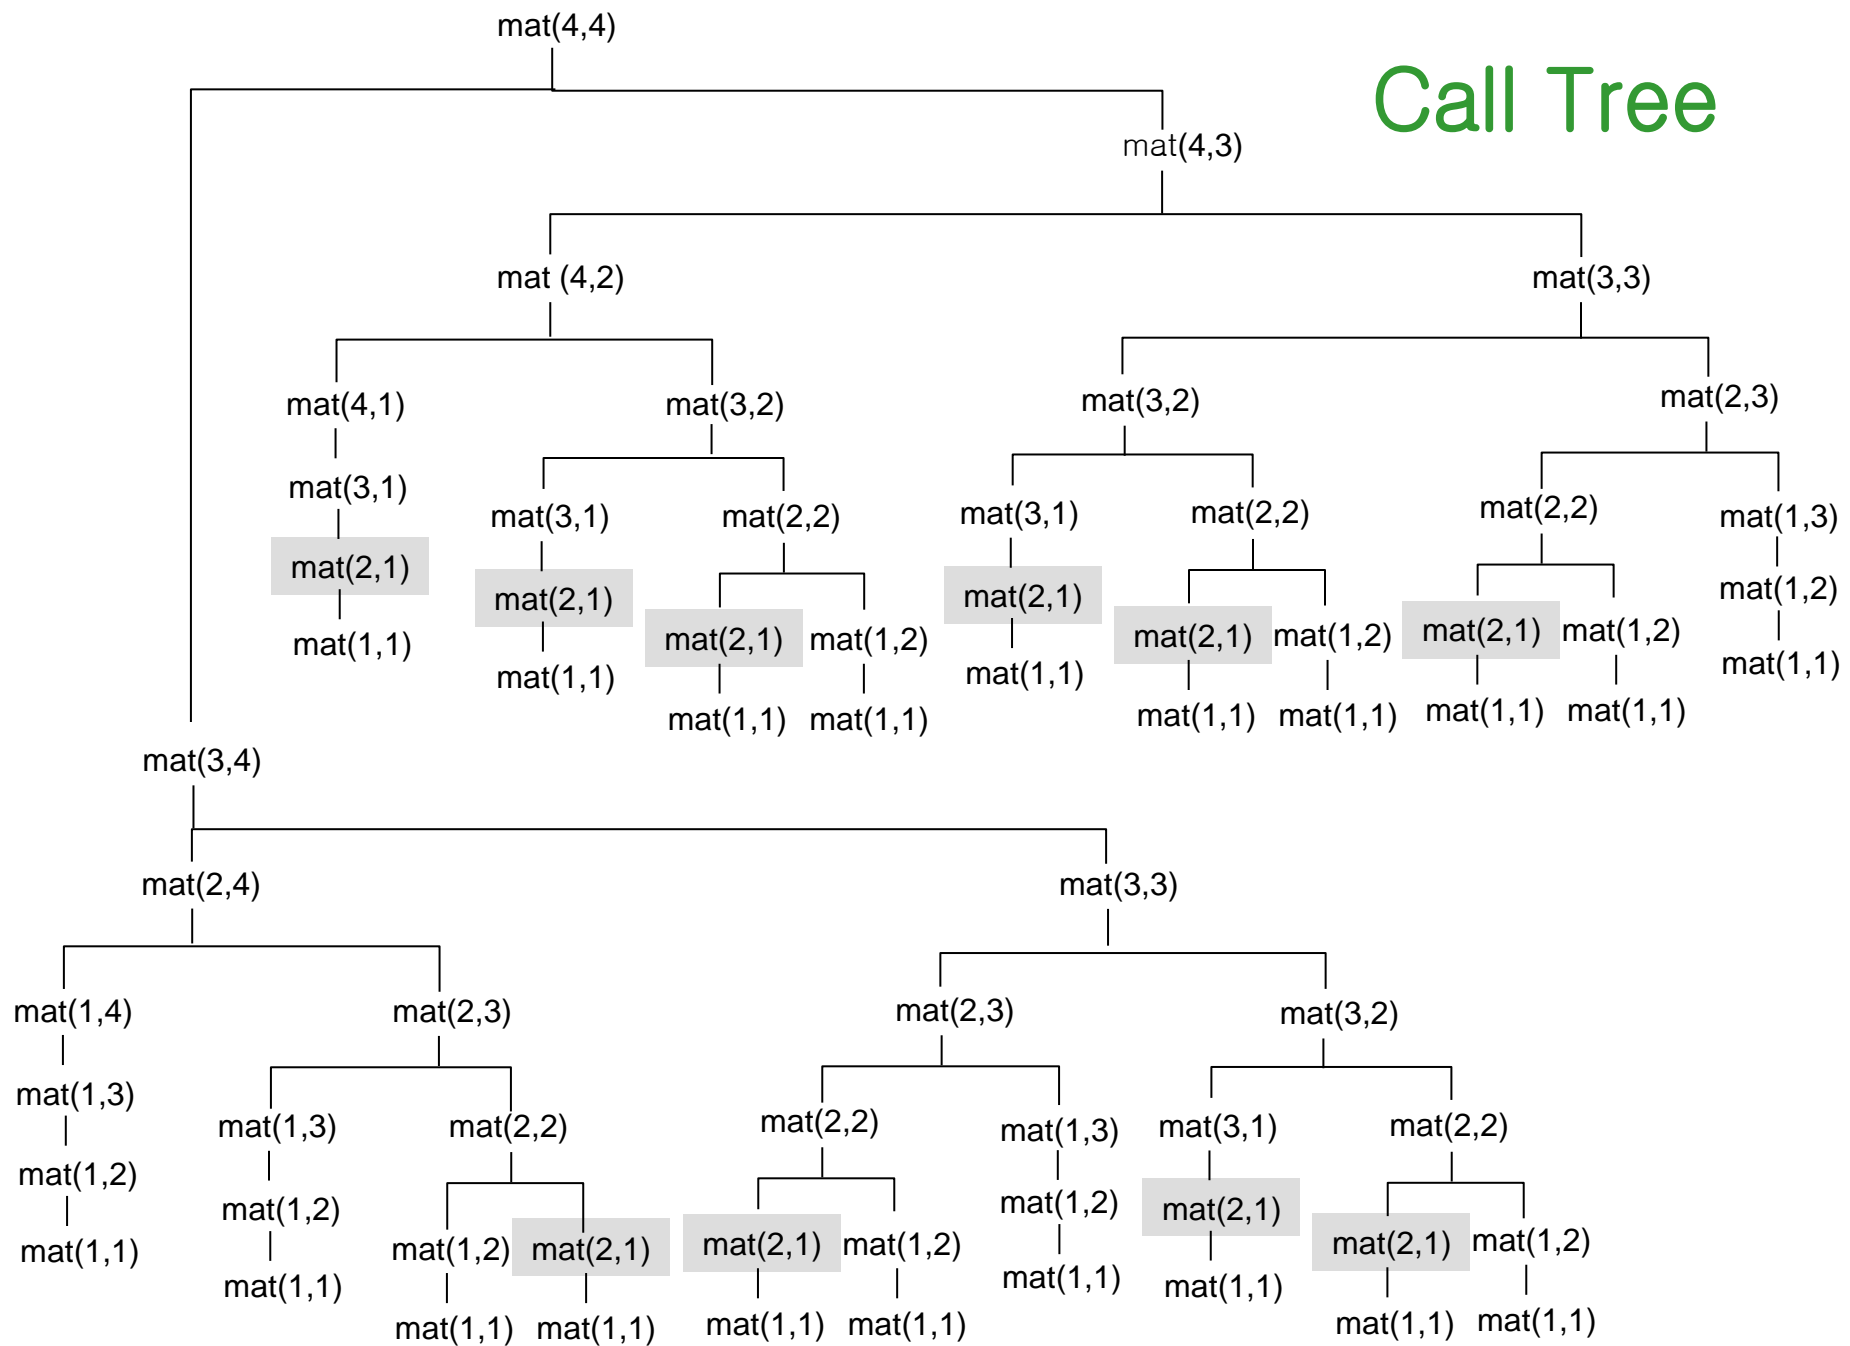 mat(4,4)
Call Tree
mat(4,3)
mat (4,2)
mat(3,3)
mat(4,1)
mat(3,2)
mat(3,2)
mat(2,3)
mat(3,1)
mat(3,1)
mat(2,2)
mat(3,1)
mat(2,2)
mat(2,2)
mat(1,3)
mat(2,1)
mat(2,1)
mat(2,1)
mat(1,2)
mat(2,1)
mat(2,1)
mat(1,2)
mat(2,1)
mat(1,2)
mat(1,2)
mat(1,1)
mat(1,1)
mat(1,1)
mat(1,1)
mat(1,1)
mat(1,1)
mat(1,1)
mat(1,1)
mat(1,1)
mat(1,1)
mat(3,4)
mat(2,4)
mat(3,3)
mat(1,4)
mat(2,3)
mat(2,3)
mat(3,2)
mat(1,3)
mat(1,3)
mat(2,2)
mat(2,2)
mat(1,3)
mat(3,1)
mat(2,2)
mat(1,2)
mat(1,2)
mat(1,2)
mat(2,1)
mat(2,1)
mat(1,2)
mat(1,2)
mat(2,1)
mat(2,1)
mat(1,2)
mat(1,1)
mat(1,1)
mat(1,1)
mat(1,1)
mat(1,1)
mat(1,1)
mat(1,1)
mat(1,1)
mat(1,1)
mat(1,1)